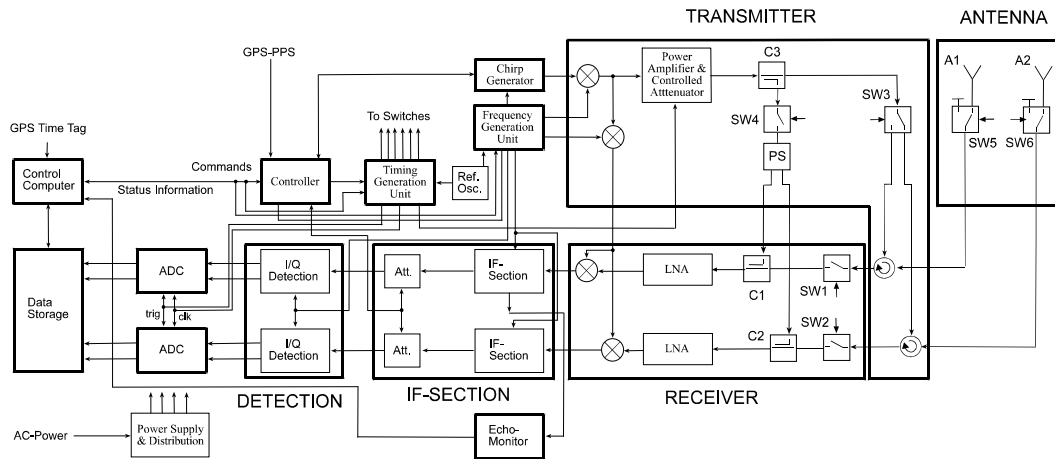 TRANSMITTER
ANTENNA
GPS-PPS
Chirp
Generator
Power
Amplifier &
Controlled
Atttenuator
C3
A1
A2
SW3
SW4
SW5
SW6
GPS Time Tag
To Switches
Frequency
Generation
Unit
PS
Control
Computer
Commands
Status Information
Controller
Timing
Generation
Unit
Ref.
Osc.
Data
Storage
ADC
I/Q
Detection
Att.
IF-
Section
LNA
C1
SW1
trig
clk
ADC
I/Q
Detection
Att.
IF-
Section
LNA
C2
SW2
DETECTION
IF-SECTION
RECEIVER
AC-Power
Power Supply
& Distribution
Echo-
Monitor